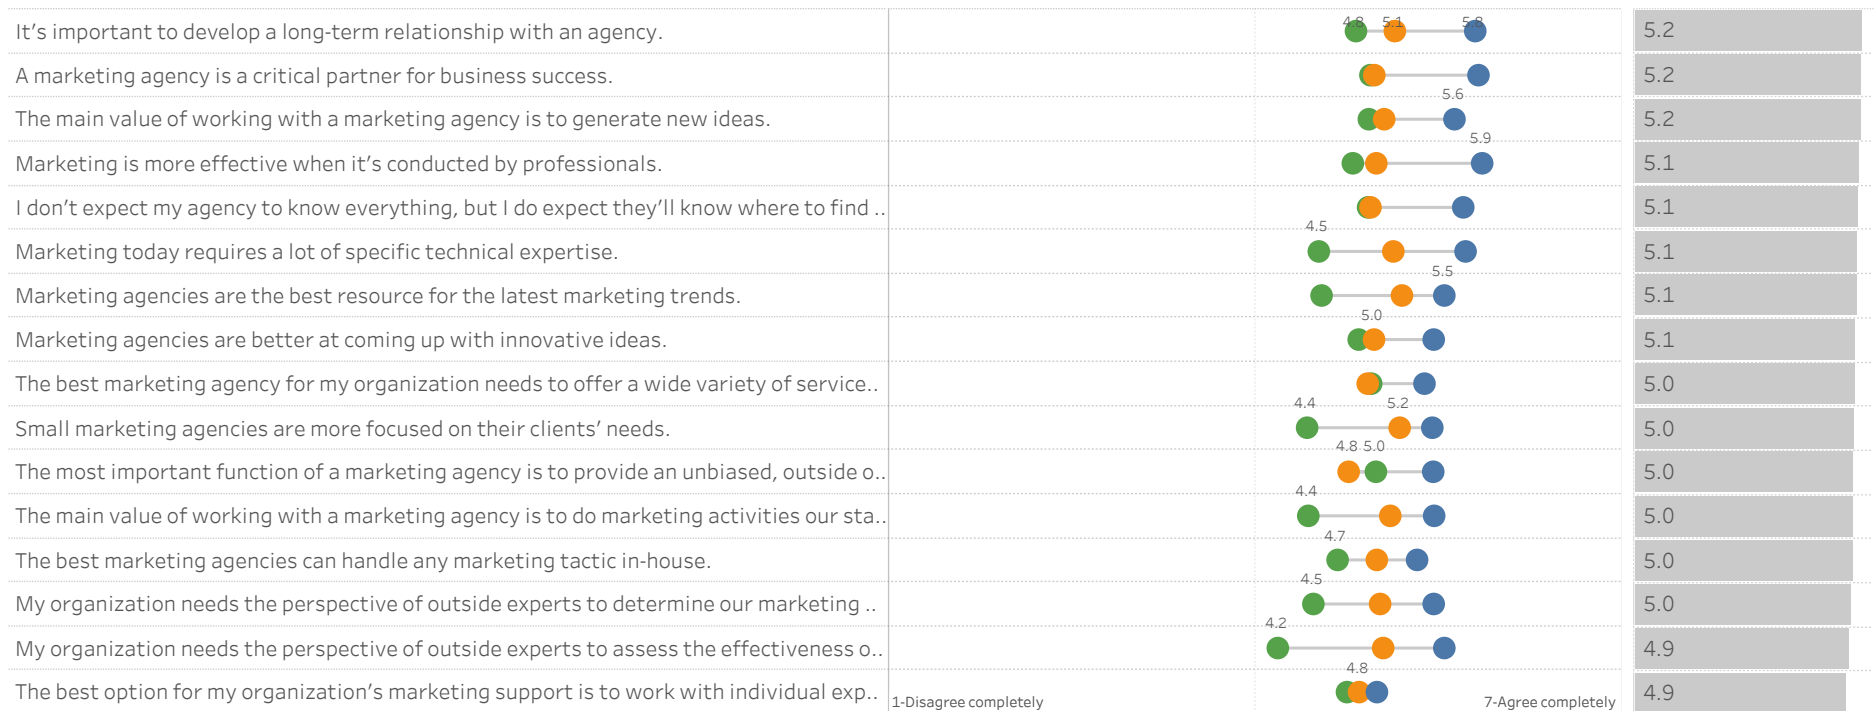 It's important to develop a long-term relationship with an agency. 4.8 5.1 5.8 5.2
A marketing agency is a critical partner for business success. 5.2
The main value of working with a marketing agency is to generate new ideas. 5.6 5.2
Marketing is more effective when it's conducted by professionals. 5.9 5.1
I don't expect my agency to know everything, but I do expect they'll know where to find .. 5.1
Marketing today requires a lot of specific technical expertise. 4.5 5.1
Marketing agencies are the best resource for the latest marketing trends. 5.5 5.1
Marketing agencies are better at coming up with innovative ideas. 5.0 5.1
The best marketing agency for my organization needs to offer a wide variety of service.. 5.0
Small marketing agencies are more focused on their clients' needs. 4.4 5.2 5.0
The most important function of a marketing agency is to provide an unbiased, outside o.. 4.8 5.0 5.0
The main value of working with a marketing agency is to do marketing activities our sta.. 4.4 5.0
The best marketing agencies can handle any marketing tactic in-house. 4.7 5.0
My organization needs the perspective of outside experts to determine our marketing .. 4.5 5.0
My organization needs the perspective of outside experts to assess the effectiveness o.. 4.2 4.9
The best option for my organization's marketing support is to work with individual exp.. 4.8 4.9
1-Disagree completely 7-Agree completely